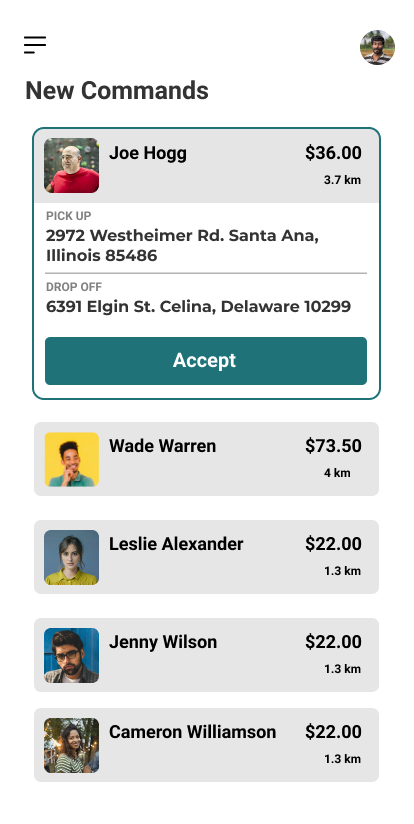 New Commands
Joe Hogg
$36.00
3.7 km
PICK UP
2972 Westheimer Rd. Santa Ana,
Illinois 85486
DROP OFF
6391 Elgin St. Celina, Delaware 10299
Accept
Wade Warren
$73.50
4 km
Leslie Alexander
$22.00
1.3 km
Jenny Wilson
$22.00
1.3 km
Cameron Williamson
$22.00
1.3 km